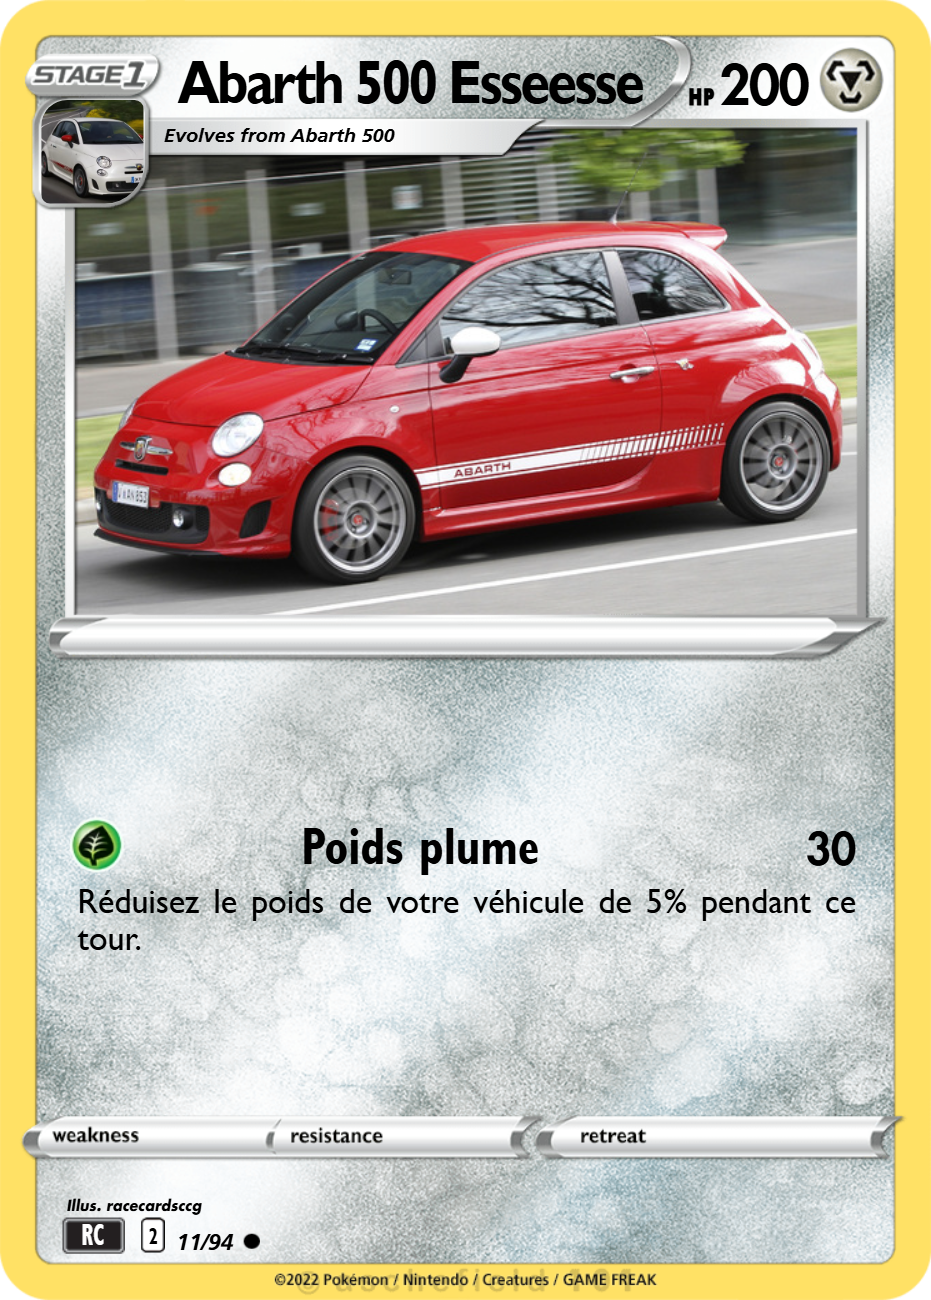 STAGE1
Abarth 500 Esseesse
HP 200
Evolves from Abarth 500
ABARTH
Poids plume
30
Réduisez le poids de votre véhicule de 5% pendant ce
tour.
weakness
resistance
retreat
Illus. racecardsccg
RC
2
11/94
©2022 Pokémon / Nintendo / Creatures / GAME FREAK